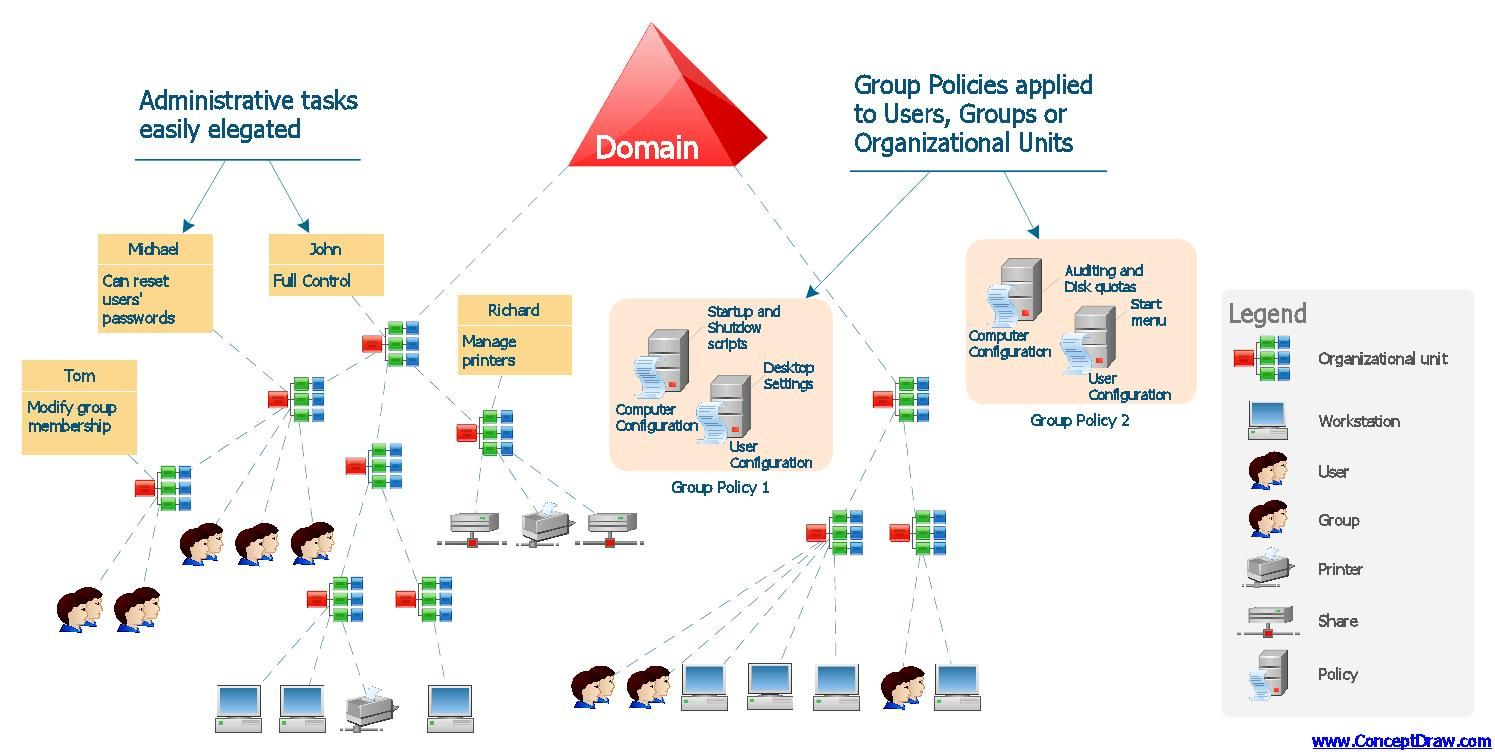 Administrative tasks
easily elegated
Domain
Group Policies applied
to Users, Groups or
Organizational Units
Michael
Can reset
users'
passwords
John
Full Control
Richard
Manage
printers
Tom
Modify group
membership
Startup and
Shutdow
scripts
Desktop
Settings
Computer
Configuration
User
Configuration
Group Policy 1
Auditing and
Disk quotas
Start
menu
Computer
Configuration
User
Configuration
Group Policy 2
Legend
Organizational unit
Workstation
User
Group
Printer
Share
Policy
www.ConceptDraw.com